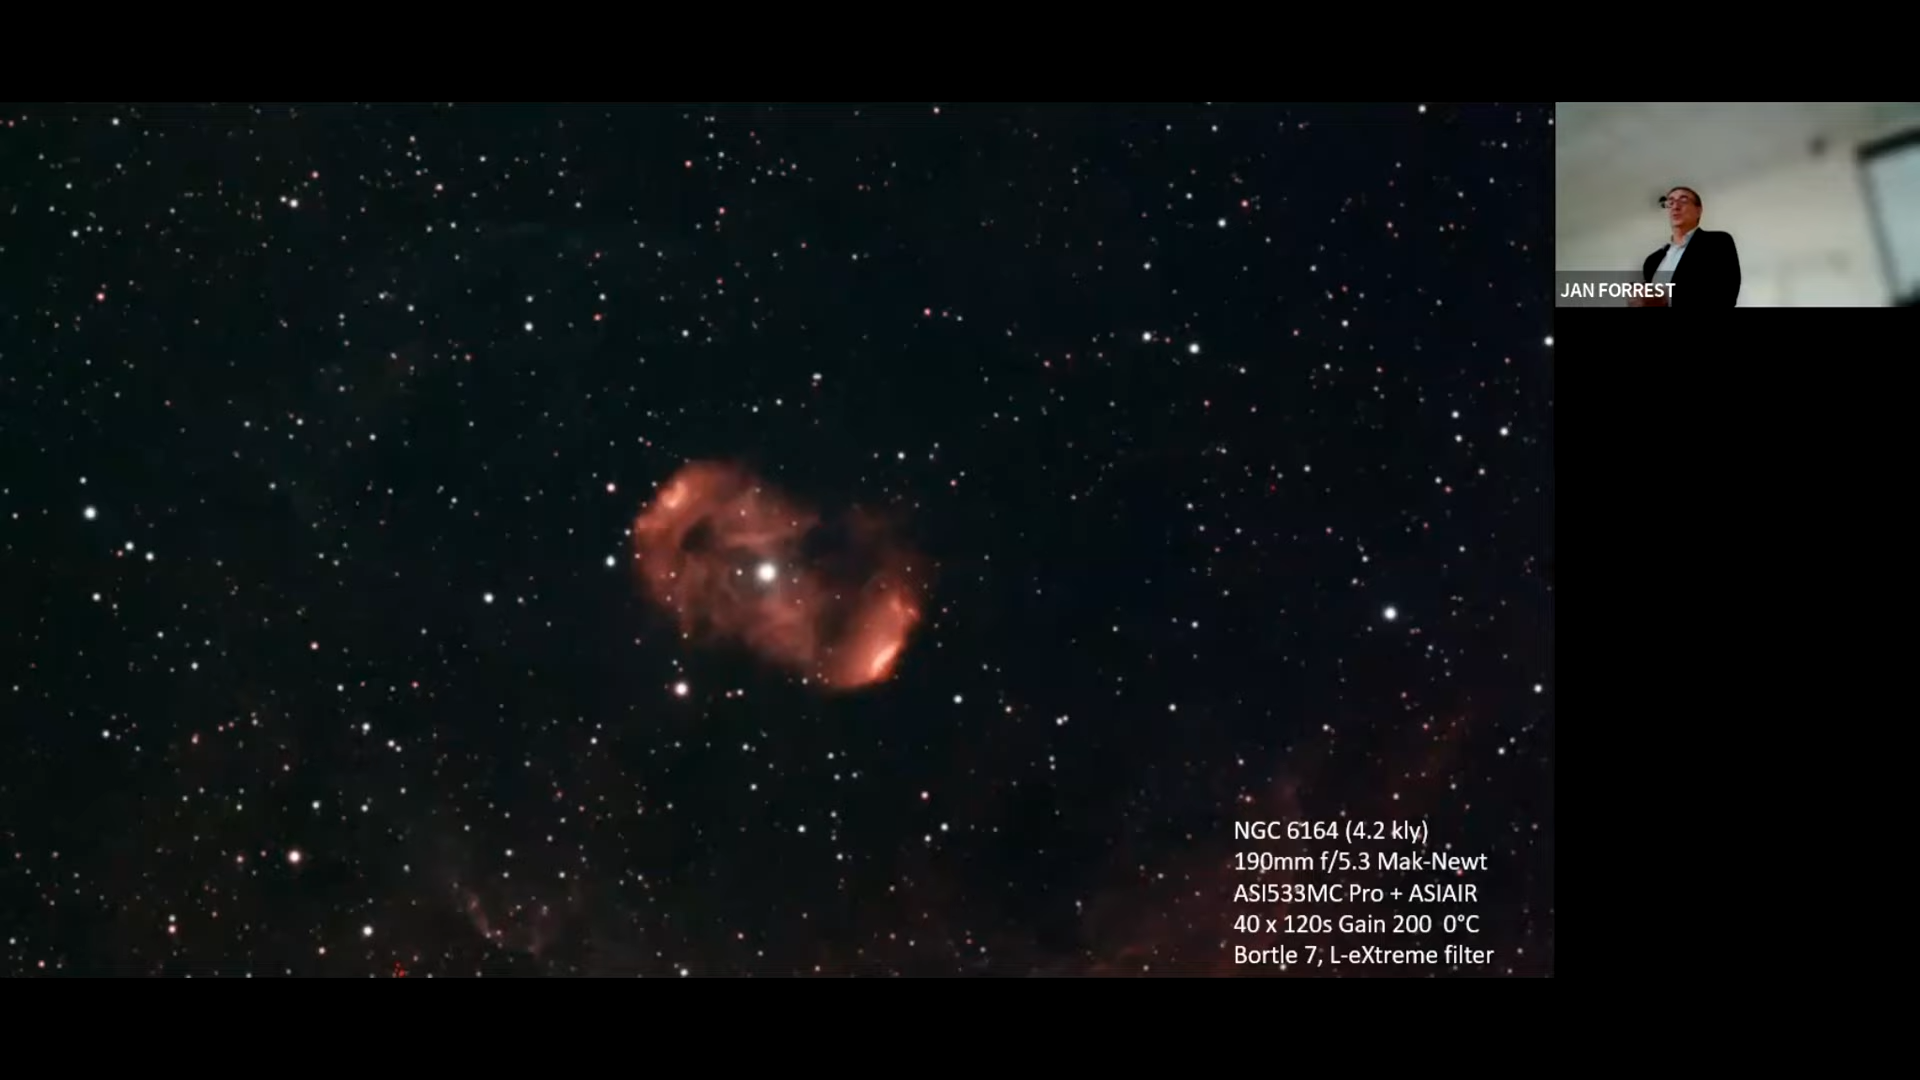 JAN FORREST
NGC 6164 (4.2 kly)
190mm f/5.3 Mak-Newt
ASI533MC Pro + ASIAIR
40 x 120s Gain 200  0°C
Bortle 7, L-eXtreme filter